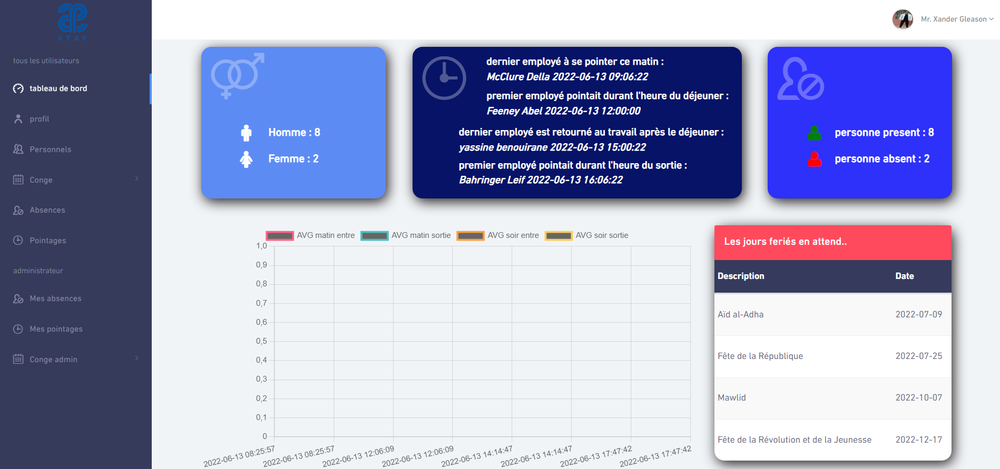 ETAP
Mr. Xander Gleason
tous les utilisateurs
tableau de bord
profil
Personnels
Conge
Absences
Pointages
administrateur
Mes absences
Mes pointages
Conge admin
Homme : 8
Femme : 2
dernier employé à se pointer ce matin :
McClure Della 2022-06-13 09:06:22
premier employé pointait durant l'heure du déjeuner :
Feeney Abel 2022-06-13 12:00:00
dernier employé est retourné au travail après le déjeuner :
yassine benouirane 2022-06-13 15:00:22
premier employé pointait durant l'heure du sortie :
Bahringer Leif 2022-06-13 16:06:22
personne present : 8
personne absent : 2
AVG matin entre AVG matin sortie AVG soir entre AVG soir sortie
1,0
0,9
0,8
0,7
0,6
0,5
0,4
0,3
0,2
0,1
0
2022-06-13 08:25:57
2022-06-13 08:25:57
2022-06-13 12:06:09
2022-06-13 12:06:09
2022-06-13 14:14:47
2022-06-13 14:14:47
2022-06-13 17:47:42
2022-06-13 17:47:42
Les jours feriés en attend..
Description Date
Aïd al-Adha 2022-07-09
Fête de la République 2022-07-25
Mawlid 2022-10-07
Fête de la Révolution et de la Jeunesse 2022-12-17